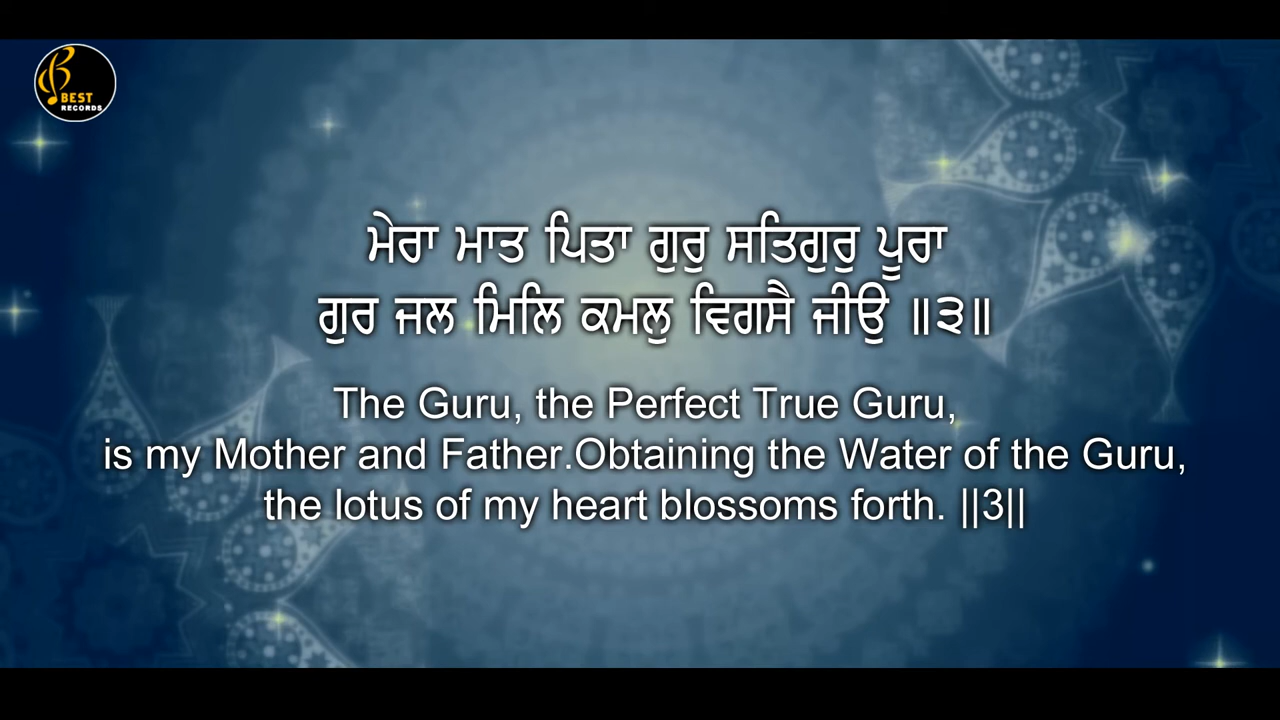 BEST
RECORDS
ਮੇਰਾ ਮਾਤ ਪਿਤਾ ਗੁਰੁ ਸਤਿਗੁਰੁ ਪੂਰਾ
ਗੁਰ ਜਲ ਮਿਲਿ ਕਮਲੁ ਵਿਗਸੈ ਜੀਉ ॥੩॥
The Guru, the Perfect True Guru,
is my Mother and Father.Obtaining the Water of the Guru,
the lotus of my heart blossoms forth. ||3||